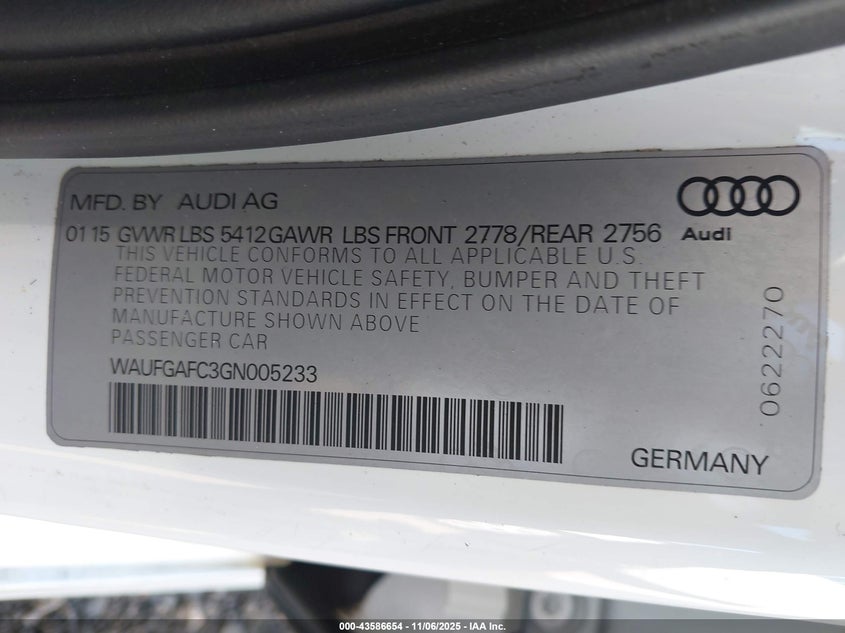 MFD. BY AUDI AG
01 15 GVWR LBS 5412 GAWR LBS FRONT 2778/REAR 2756
Audi
THIS VEHICLE CONFORMS TO ALL APPLICABLE U.S.
FEDERAL MOTOR VEHICLE SAFETY, BUMPER AND THEFT
PREVENTION STANDARDS IN EFFECT ON THE DATE OF
MANUFACTURE SHOWN ABOVE
PASSENGER CAR
WAUFGAFC3GN005233
0622270
GERMANY
000-43586654 | 11/06/2025 - IAA Inc.